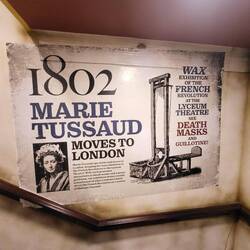 1802
MARIE
TUSSAUD
MOVES TO
LONDON
WAX
EXHIBITION
OF THE
FRENCH
REVOLUTION
AT THE
LYCEUM
THEATRE
SEE
DEATH
MASKS
AND
GUILLOTINE!